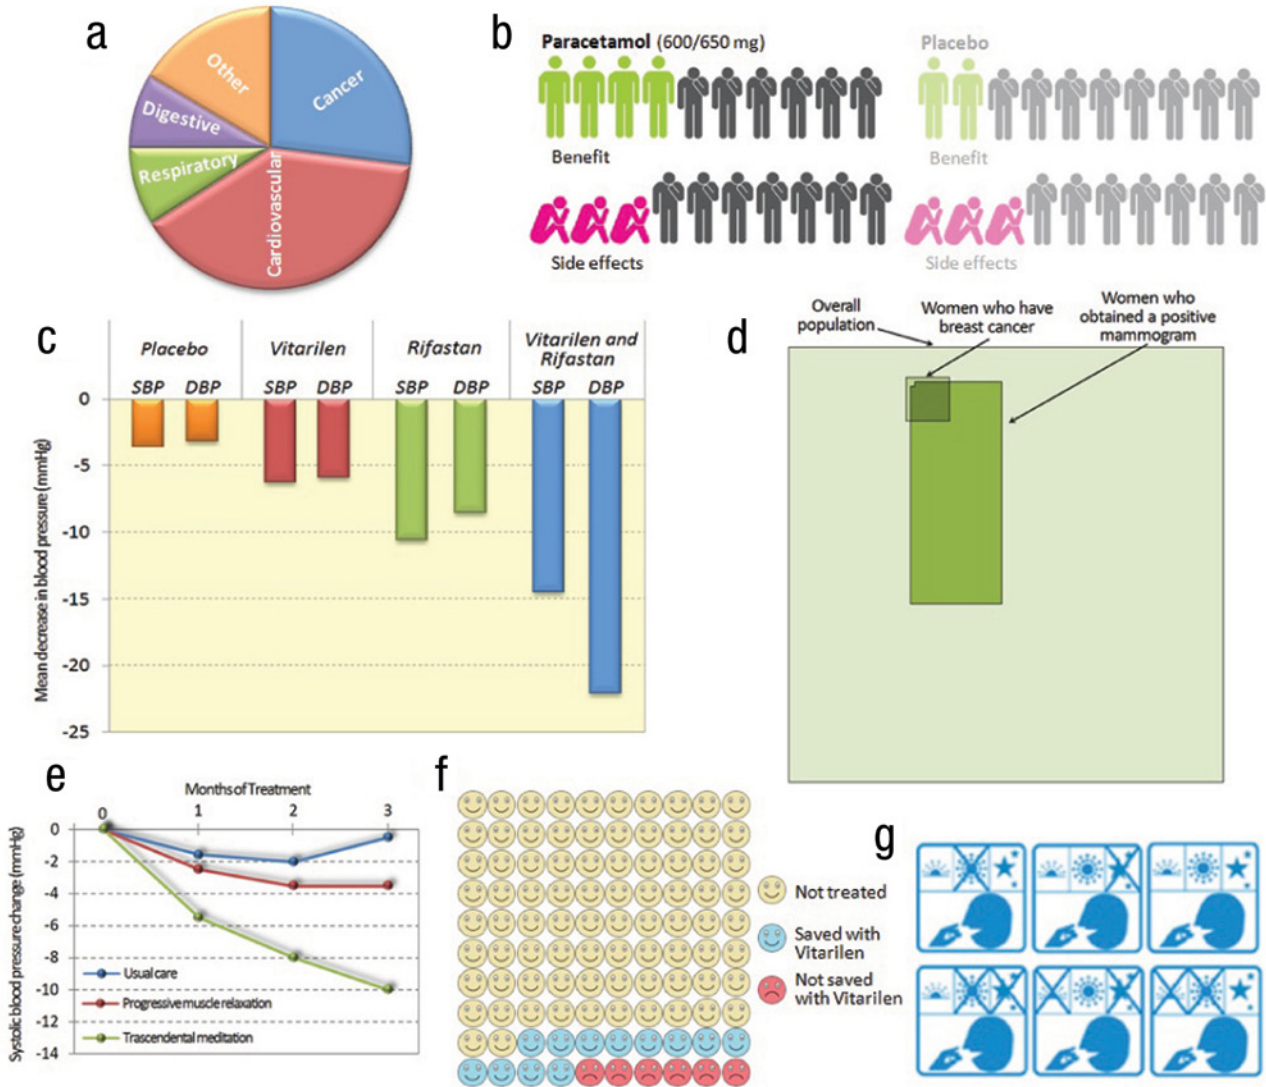 a
Other
Cancer
Digestive
Respiratory
Cardiovascular
b
Paracetamol (600/650 mg)
Placebo
Benefit
Benefit
Side effects
Side effects
c
Placebo
Vitarilen
Rifastan
Vitarilen and
Rifastan
SBP DBP SBP DBP SBP DBP SBP DBP
Mean decrease in blood pressure (mmHg)
0
-5
-10
-15
-20
-25
d
Overall
population
Women who have
breast cancer
Women who
obtained a positive
mammogram
e
Months of Treatment
0 1 2 3
Systolic blood pressure change (mmHg)
0
-2
-4
-6
-8
-10
-12
-14
Usual care
Progressive muscle relaxation
Trascendental meditation
f
Not treated
Saved with
Vitarilen
Not saved
with Vitarilen
g